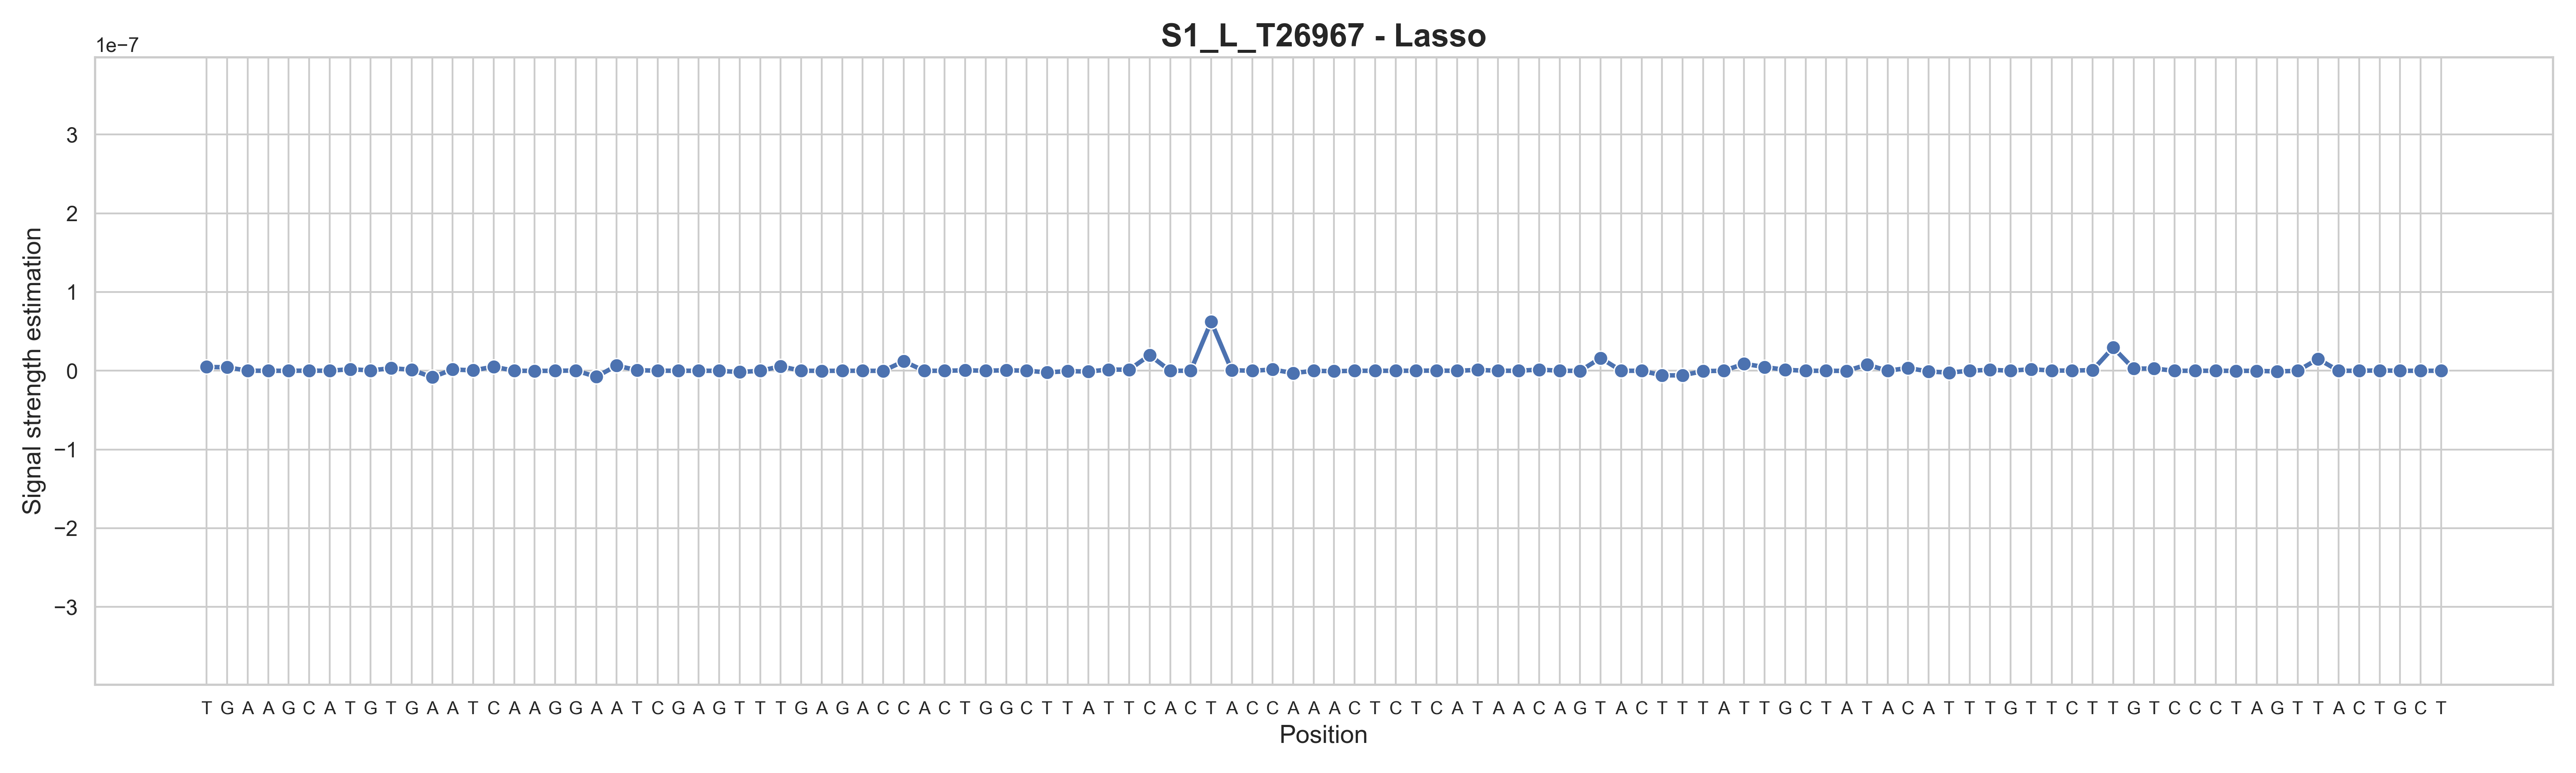 S1_L_T26967 - Lasso
1e−7
3
2
1
0
−1
−2
−3
Signal strength estimation
T G A A G C A T G T G A A T C A A G G A A T C G A G T T T G A G A C C A C T G G C T T A T T C A C T A C C A A A C T C T C A T A A C A G T A C T T T A T T G C T A T A C A T T T G T T C T T G T C C C T A G T T A C T G C T
Position